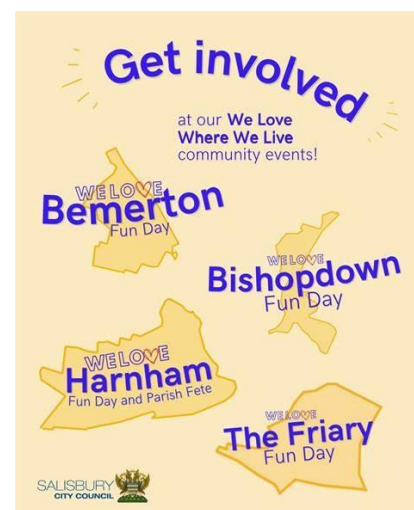 Get involved
at our We Love
Where We Live
community events!
WE LOVE
Bemerton
Fun Day
WE LOVE
Bishopdown
Fun Day
WE LOVE
Harnham
Fun Day and Parish Fete
WE LOVE
The Friary
Fun Day
SALISBURY
CITY COUNCIL